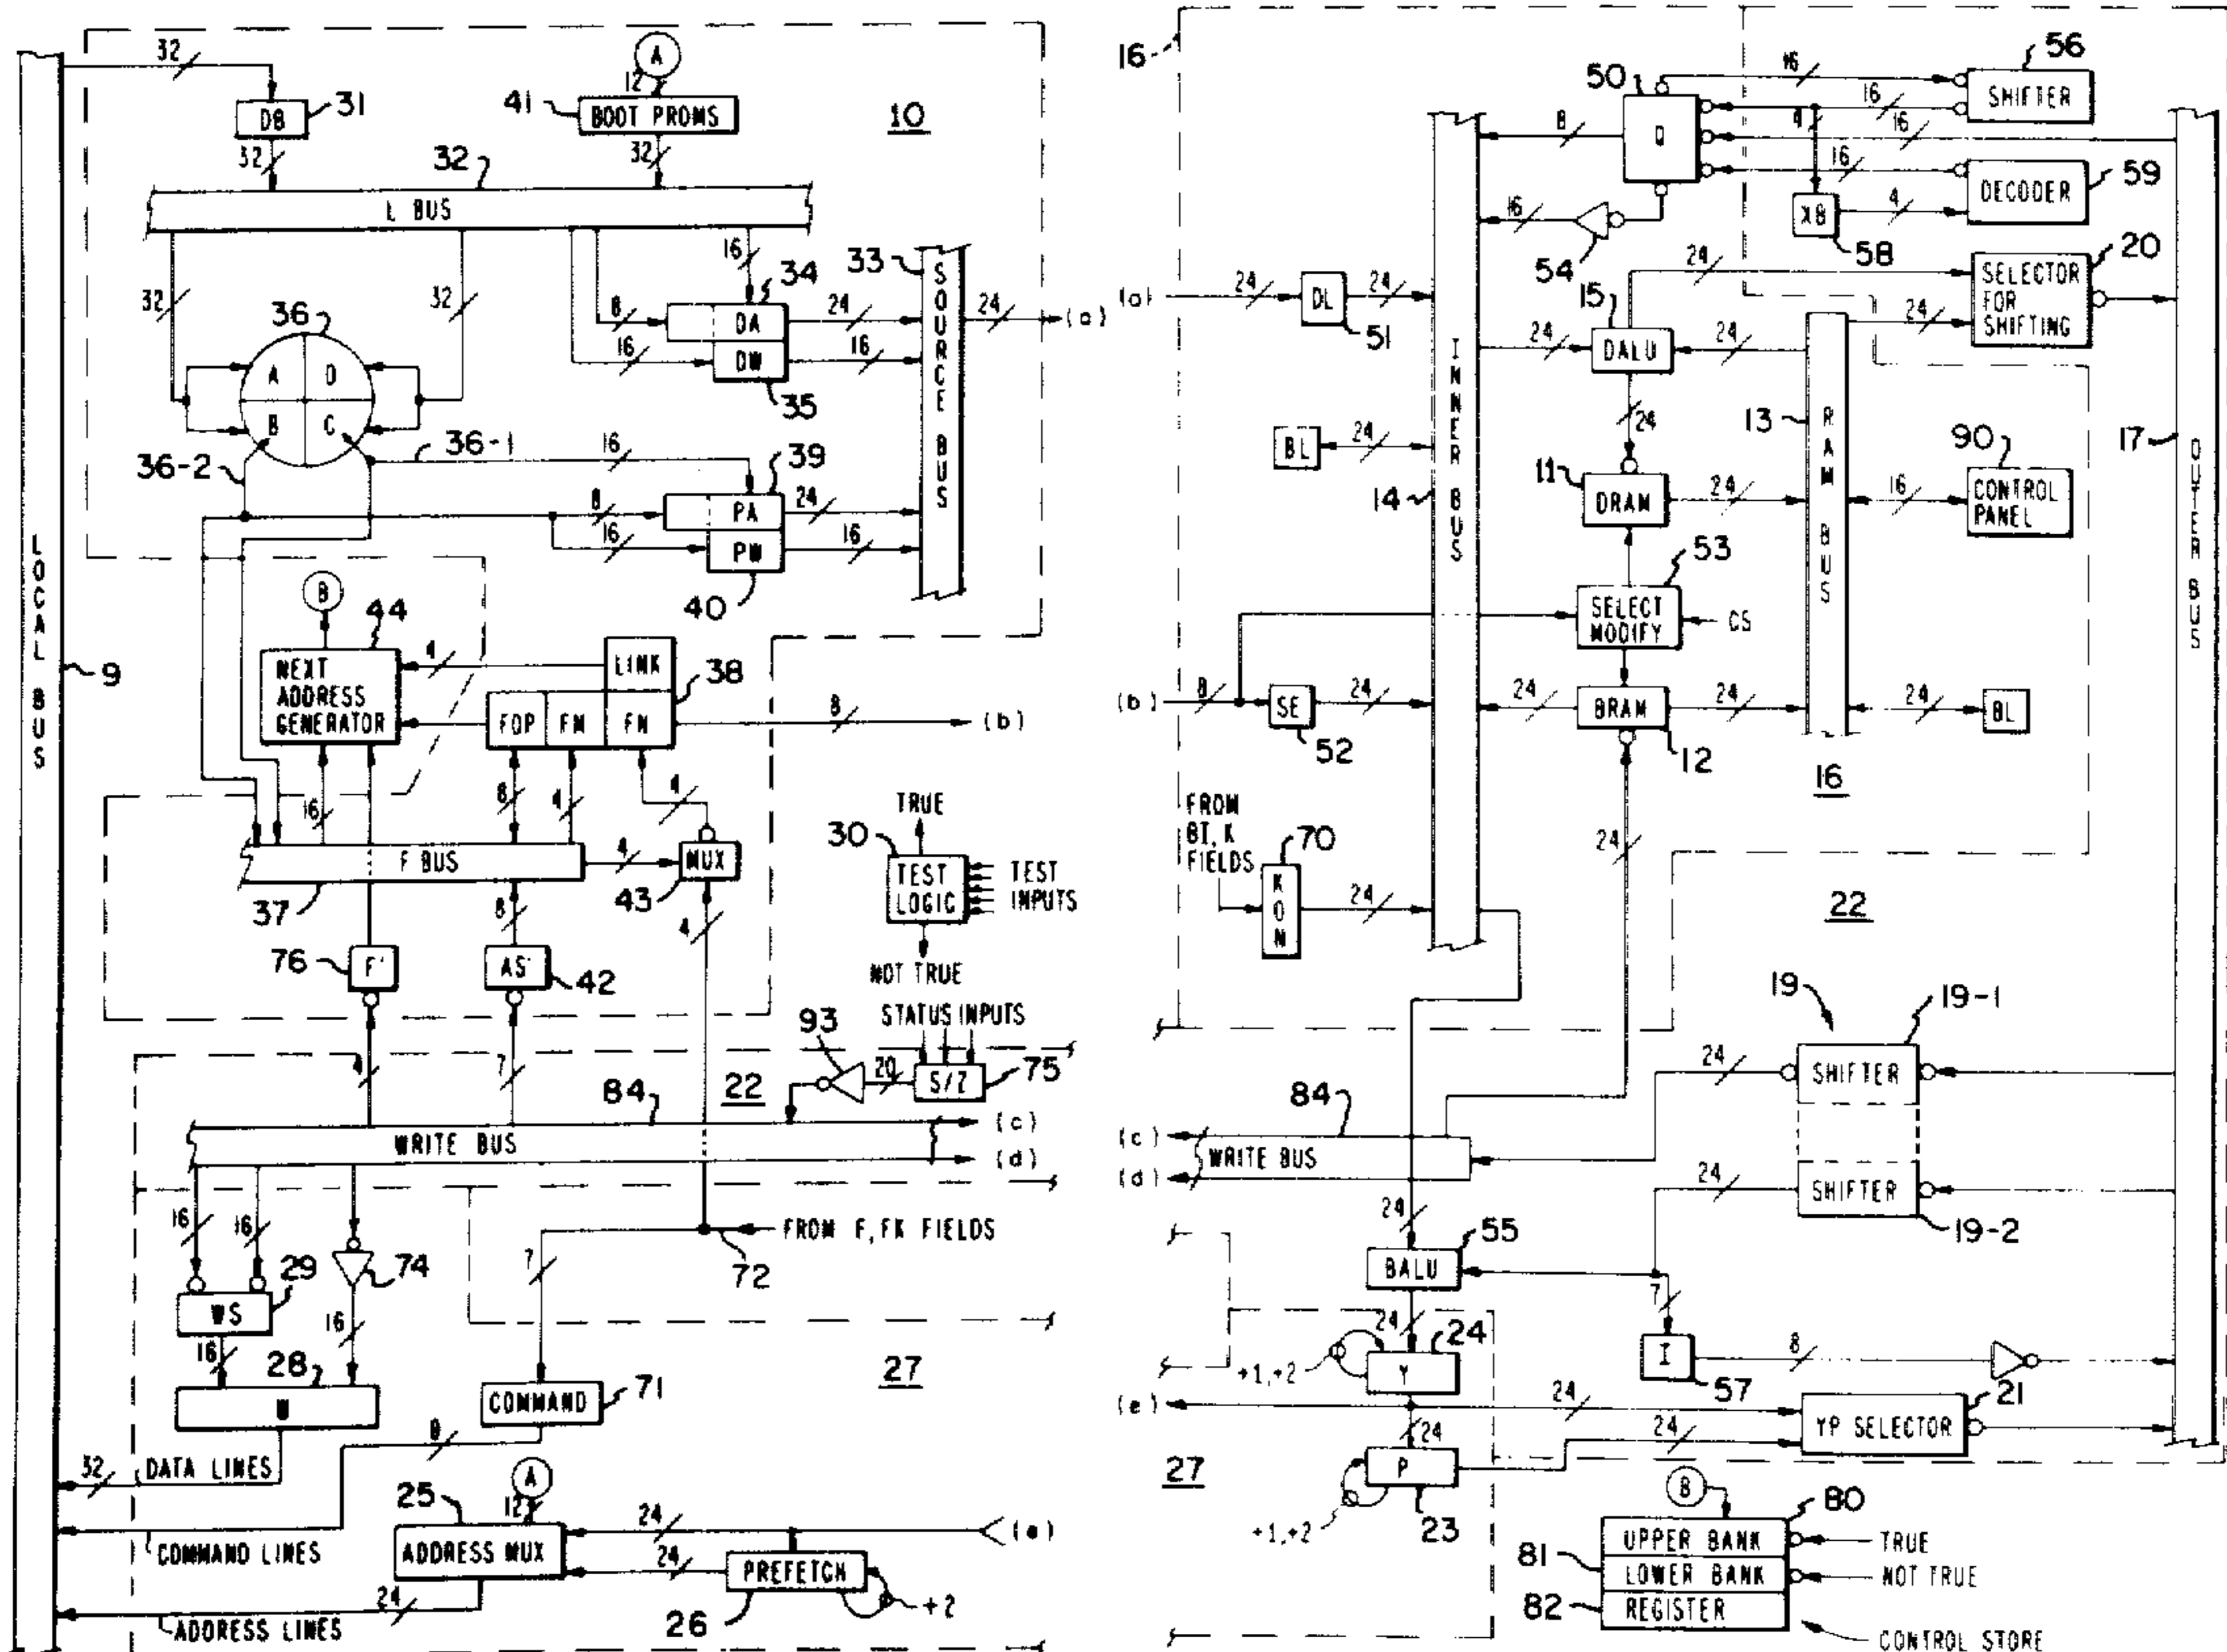 32
A
12
41
BOOT PROMS
DB
31
10
32
32
32
L BUS
32
32
36
A
D
B
C
16
8
34
DA
24
16
DW
16
35
33
SOURCE BUS
24
(a)
36-2
36-1
16
39
8
PA
24
16
PW
16
40
LOCAL BUS
9
B
44
NEXT
ADDRESS
GENERATOR
4
LINK
38
FOP
FM
FN
8
(b)
16
8
4
4
F BUS
37
4
MUX
43
TRUE
30
TEST
LOGIC
TEST
INPUTS
NOT TRUE
8
4
76
F'
AS'
42
STATUS INPUTS
93
20
S/Z
75
4
7
84
22
WRITE BUS
(c)
(d)
16
16
74
29
WS
7
72
FROM F, FK FIELDS
16
16
28
W
COMMAND
71
27
32
DATA LINES
8
COMMAND LINES
25
A
12
ADDRESS MUX
24
(e)
24
PREFETCH
26
+2
24
ADDRESS LINES
16
50
16
56
SHIFTER
Q
4
16
16
8
16
DECODER
59
16
54
XB
4
58
20
SELECTOR
FOR
SHIFTING
24
24
(a)
24
DL
24
51
15
DALU
24
24
24
INNER BUS
14
BL
24
11
DRAM
24
13
RAM BUS
16
90
CONTROL
PANEL
17
OUTER BUS
53
SELECT
MODIFY
CS
(b)
8
SE
24
52
24
BRAM
24
12
24
BL
16
FROM
BT, K
FIELDS
70
KON
24
24
22
19
19-1
24
SHIFTER
84
(c)
(d)
WRITE BUS
24
SHIFTER
19-2
24
55
BALU
7
24
24
+1,+2
Y
I
57
8
(e)
24
24
24
21
YP SELECTOR
27
P
23
+1,+2
B
80
UPPER BANK
TRUE
81
LOWER BANK
NOT TRUE
82
REGISTER
CONTROL STORE